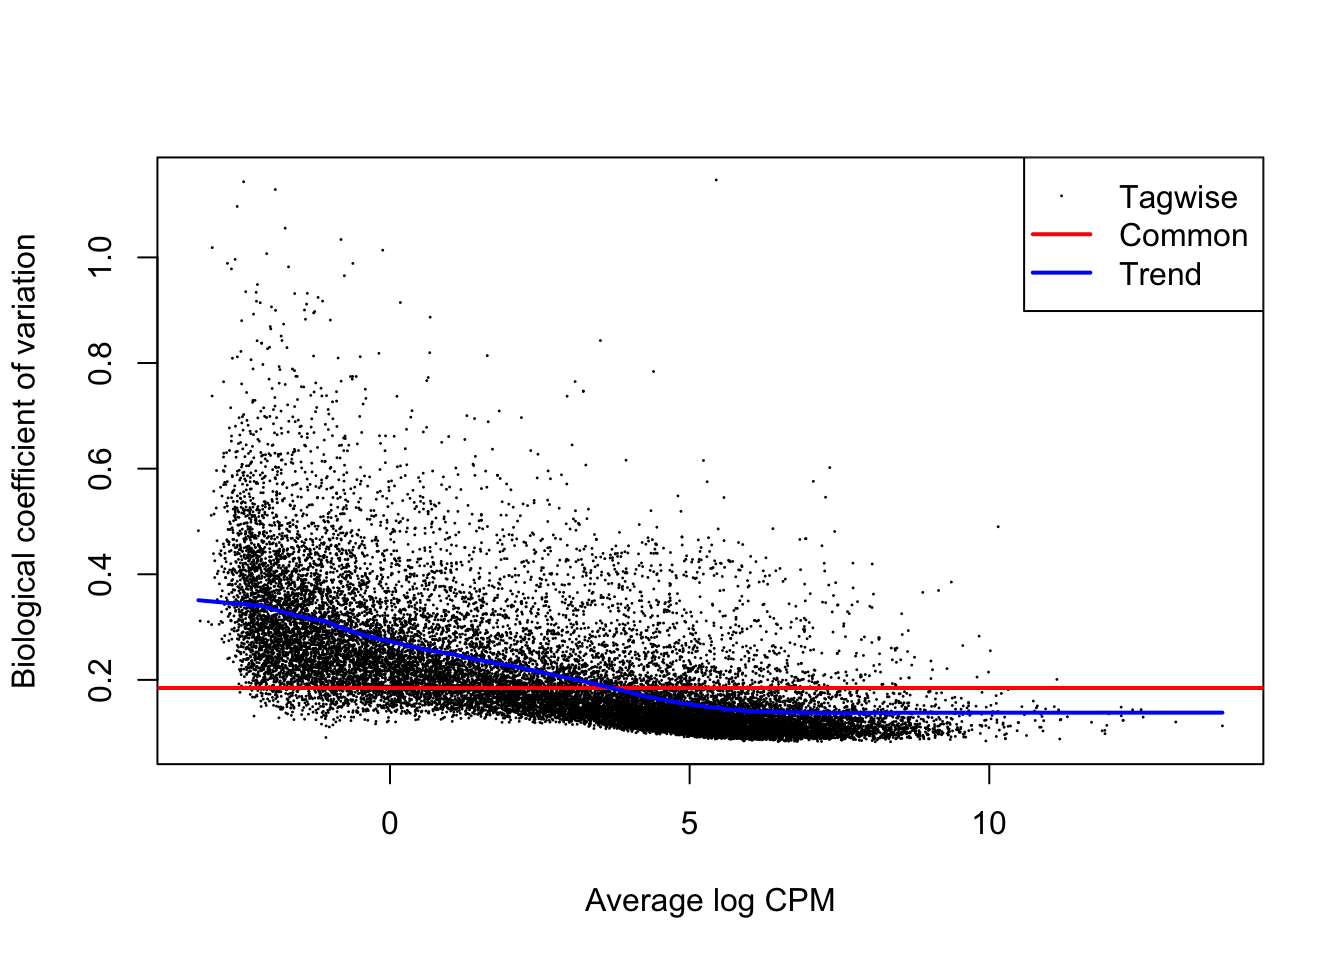 Tagwise
Common
Trend
Biological coefficient of variation
1.0
0.8
0.6
0.4
0.2
0 5 10
Average log CPM